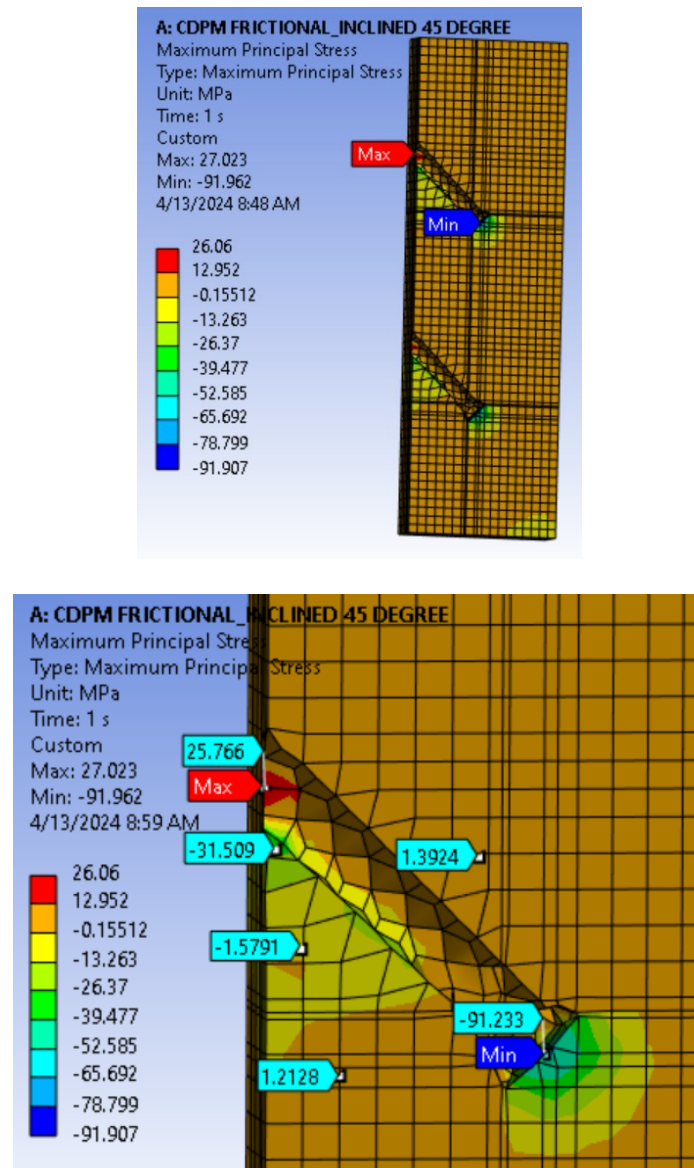 A: CDPM FRICTIONAL_INCLINED 45 DEGREE
Maximum Principal Stress
Type: Maximum Principal Stress
Unit: MPa
Time: 1 s
Custom
Max: 27.023
Min: -91.962
4/13/2024 8:48 AM
26.06
12.952
-0.15512
-13.263
-26.37
-39.477
-52.585
-65.692
-78.799
-91.907
Max
Min
A: CDPM FRICTIONAL_INCLINED 45 DEGREE
Maximum Principal Stress
Type: Maximum Principal Stress
Unit: MPa
Time: 1 s
Custom
Max: 27.023
Min: -91.962
4/13/2024 8:59 AM
26.06
12.952
-0.15512
-13.263
-26.37
-39.477
-52.585
-65.692
-78.799
-91.907
25.766
Max
-31.509
1.3924
-1.5791
-91.233
Min
1.2128